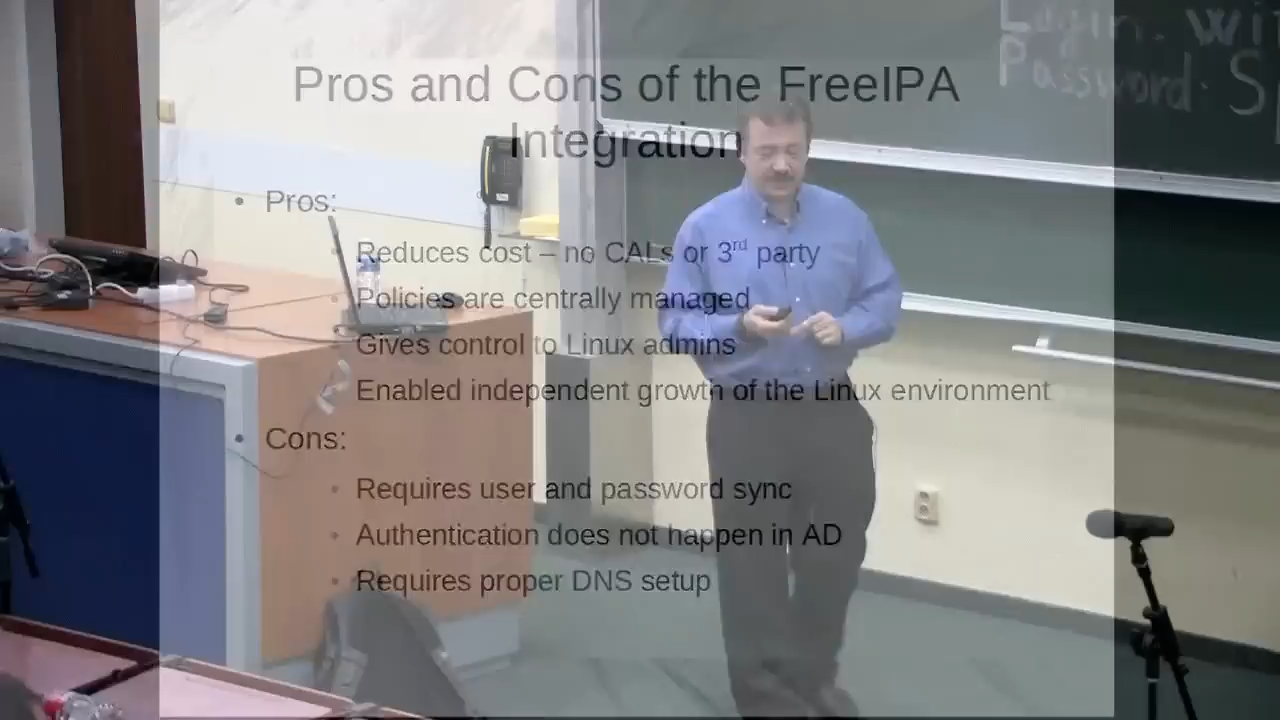 Login: wi
Password: S
Pros and Cons of the FreeIPA
Integration
• Pros:
• Reduces cost – no CALs or 3rd party
• Policies are centrally managed
• Gives control to Linux admins
• Enabled independent growth of the Linux environment
• Cons:
• Requires user and password sync
• Authentication does not happen in AD
• Requires proper DNS setup